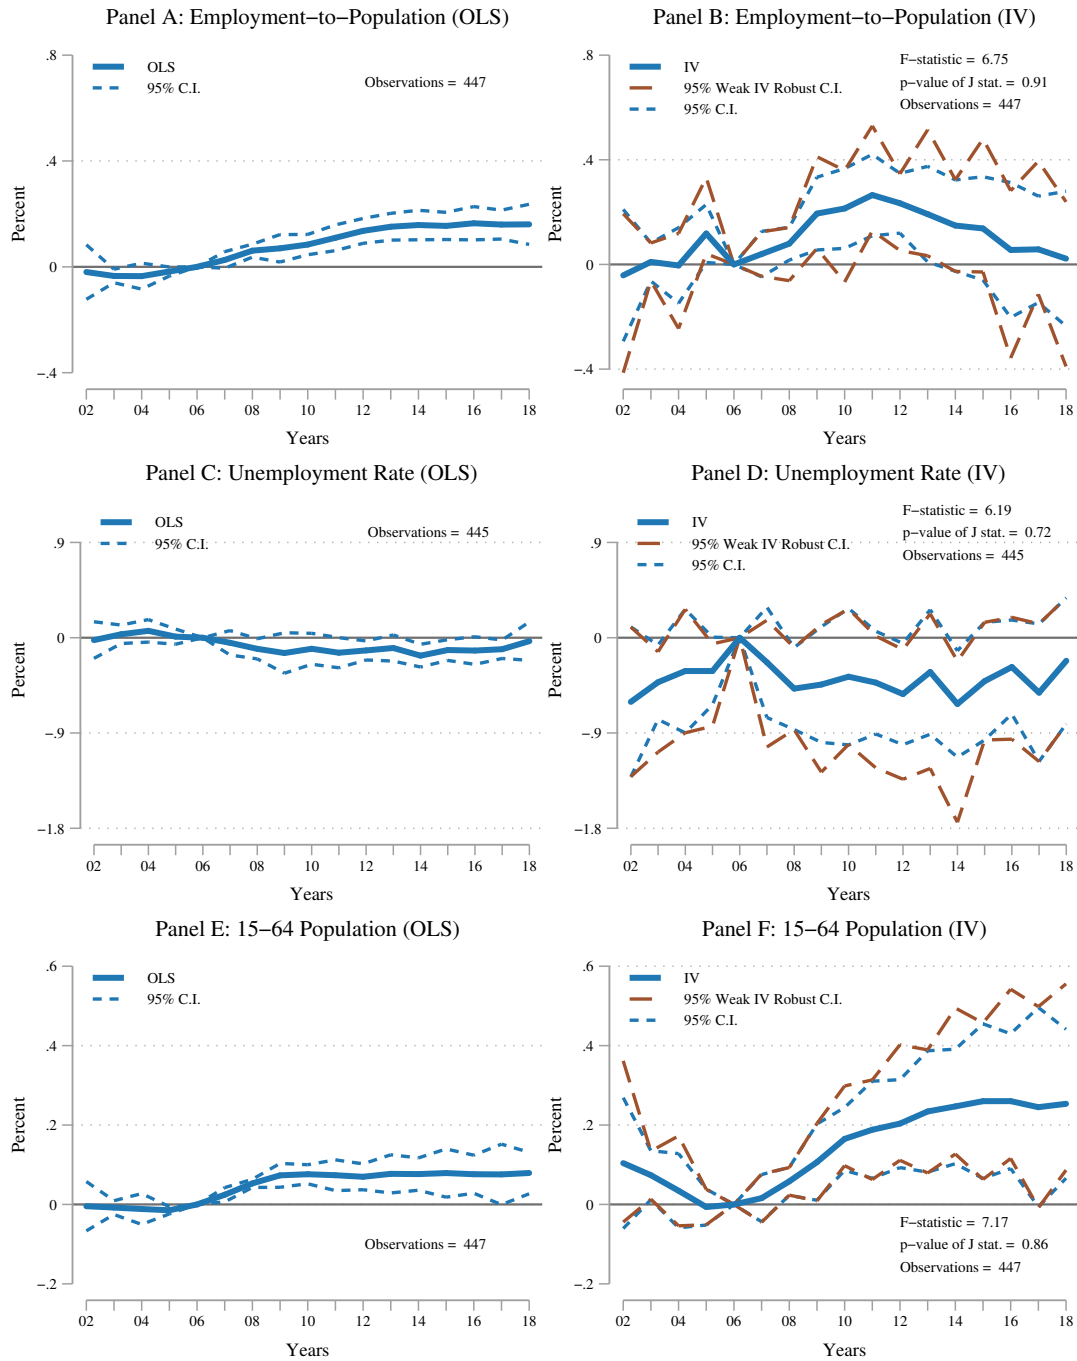 Panel A: Employment−to−Population (OLS)
.8
.4
0
−.4
Percent
OLS
95% C.I.
Observations = 447
02 04 06 08 10 12 14 16 18
Years
Panel B: Employment−to−Population (IV)
.8
.4
0
−.4
Percent
IV
95% Weak IV Robust C.I.
95% C.I.
F−statistic = 6.75
p−value of J stat. = 0.91
Observations = 447
02 04 06 08 10 12 14 16 18
Years
Panel C: Unemployment Rate (OLS)
.9
0
−.9
−1.8
Percent
OLS
95% C.I.
Observations = 445
02 04 06 08 10 12 14 16 18
Years
Panel D: Unemployment Rate (IV)
.9
0
−.9
−1.8
Percent
IV
95% Weak IV Robust C.I.
95% C.I.
F−statistic = 6.19
p−value of J stat. = 0.72
Observations = 445
02 04 06 08 10 12 14 16 18
Years
Panel E: 15−64 Population (OLS)
.6
.4
.2
0
−.2
Percent
OLS
95% C.I.
Observations = 447
02 04 06 08 10 12 14 16 18
Years
Panel F: 15−64 Population (IV)
.6
.4
.2
0
−.2
Percent
IV
95% Weak IV Robust C.I.
95% C.I.
F−statistic = 7.17
p−value of J stat. = 0.86
Observations = 447
02 04 06 08 10 12 14 16 18
Years